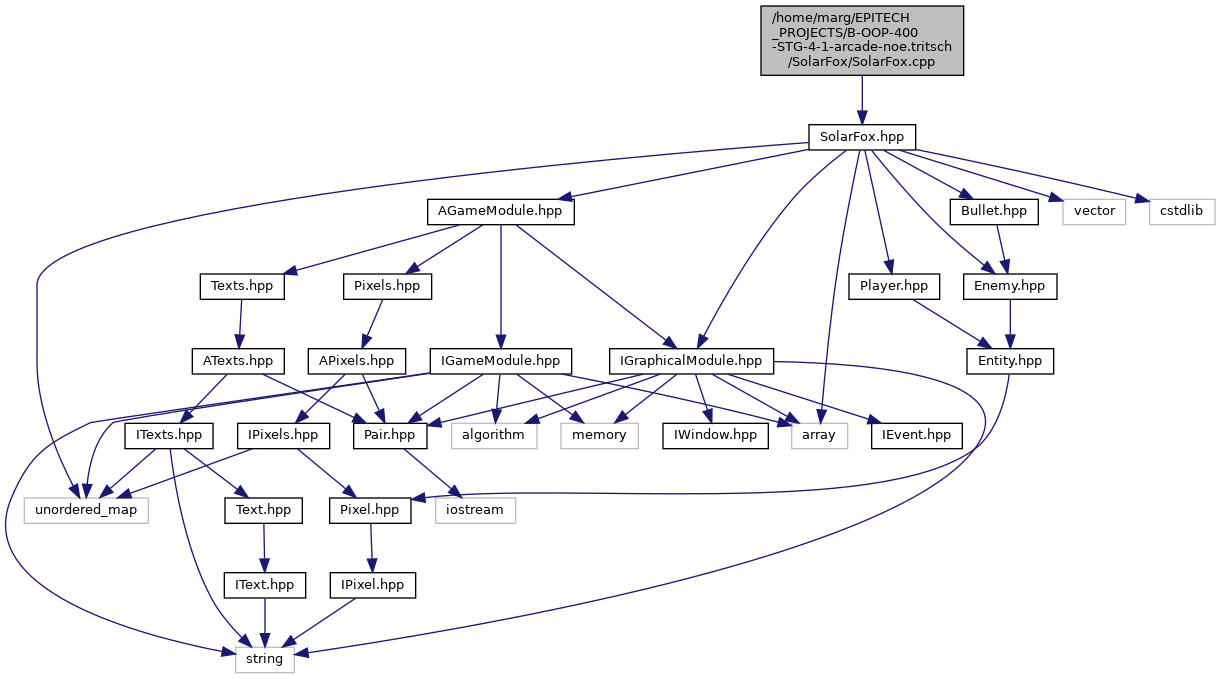 /home/marg/EPITECH
_PROJECTS/B-OOP-400
-STG-4-1-arcade-noe.tritsch
/SolarFox/SolarFox.cpp
SolarFox.hpp
AGameModule.hpp
Bullet.hpp
vector
cstdlib
Texts.hpp
Pixels.hpp
Player.hpp
Enemy.hpp
ATexts.hpp
APixels.hpp
IGameModule.hpp
IGraphicalModule.hpp
Entity.hpp
ITexts.hpp
IPixels.hpp
Pair.hpp
algorithm
memory
IWindow.hpp
array
IEvent.hpp
unordered_map
Text.hpp
Pixel.hpp
iostream
IText.hpp
IPixel.hpp
string